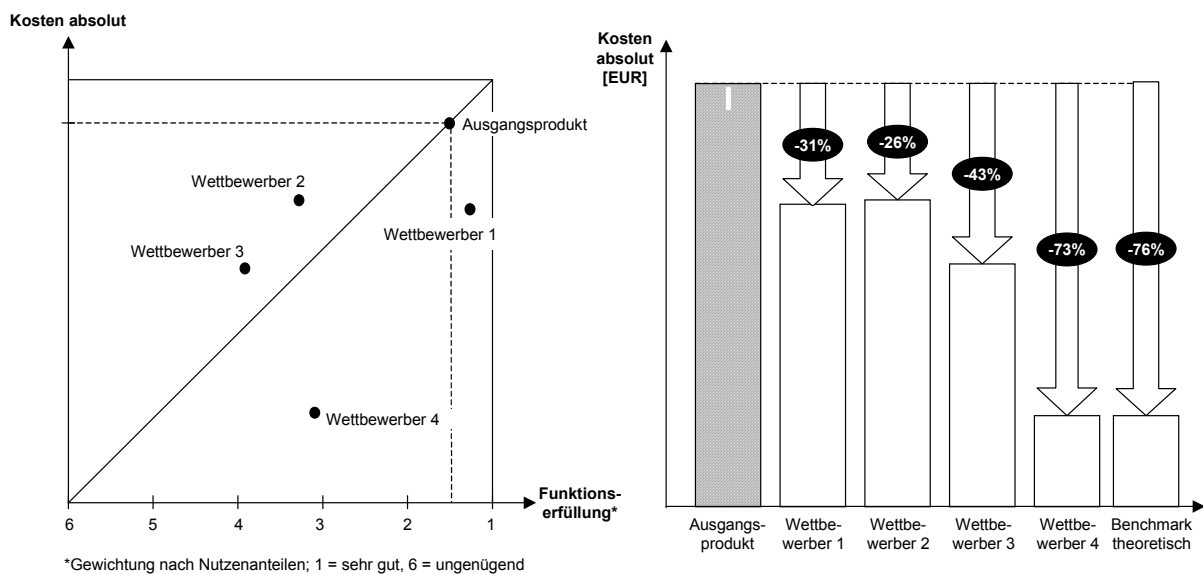 Kosten absolut
Ausgangsprodukt
Wettbewerber 2
Wettbewerber 1
Wettbewerber 3
Wettbewerber 4
6 5 4 3 2 1
Funktions-
erfüllung*
*Gewichtung nach Nutzenanteilen; 1 = sehr gut, 6 = ungenügend
Kosten
absolut
[EUR]
-31% -26% -43% -73% -76%
Ausgangs- Wettbe- Wettbe- Wettbe- Wettbe- Benchmark
produkt werber 1 werber 2 werber 3 werber 4 theoretisch